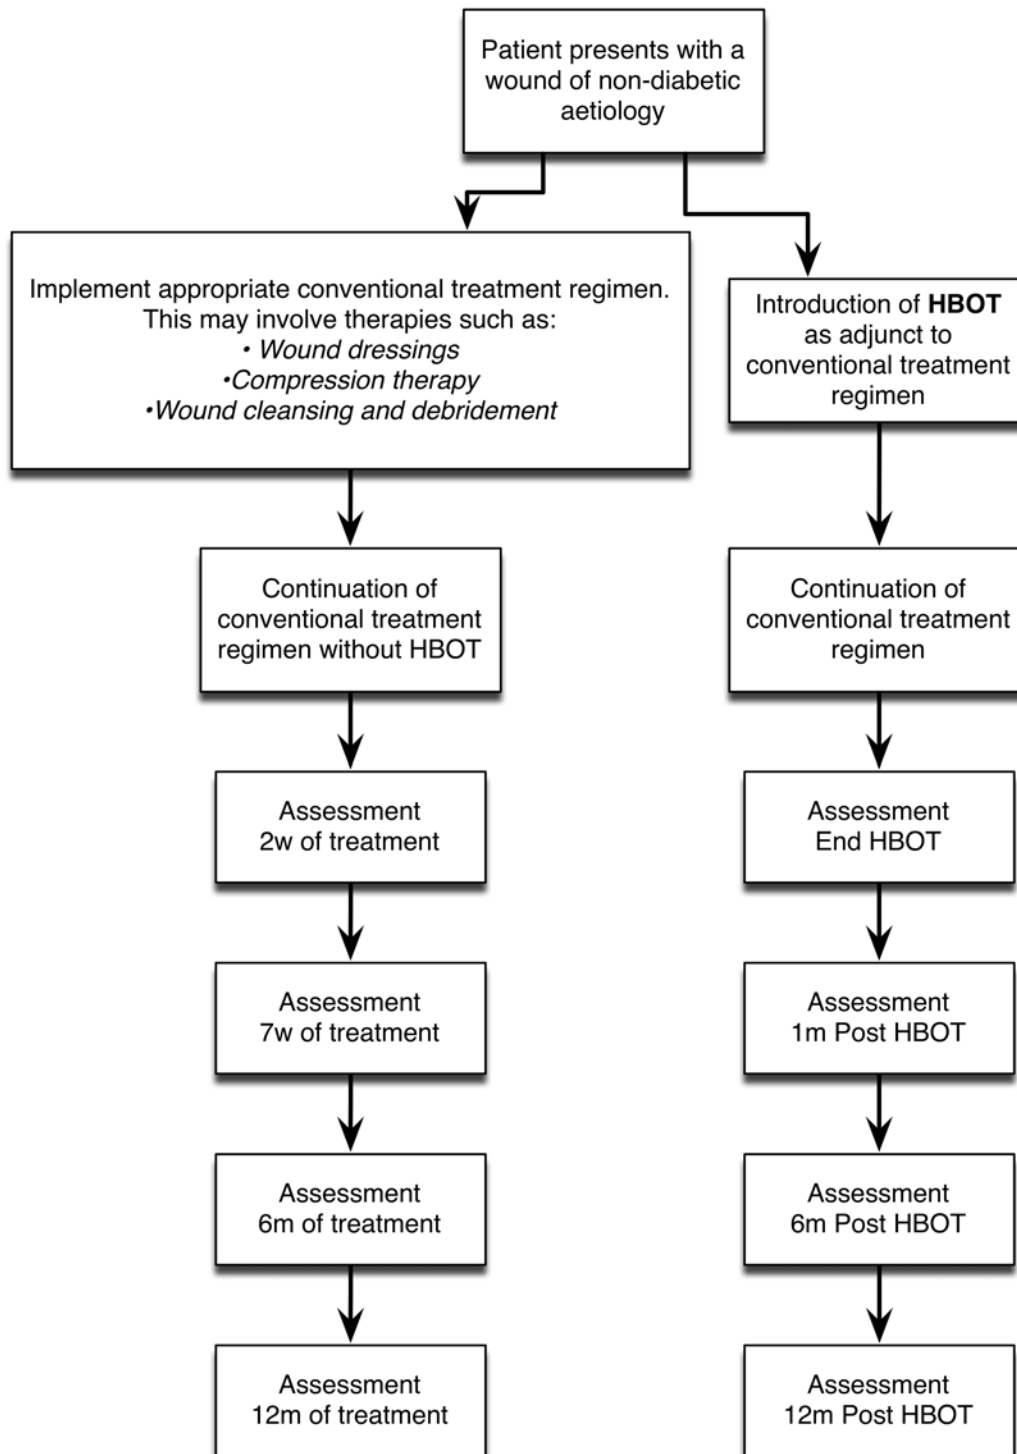 Patient presents with a
wound of non-diabetic
aetiology
Implement appropriate conventional treatment regimen.
This may involve therapies such as:
• Wound dressings
•Compression therapy
•Wound cleansing and debridement
Introduction of HBOT
as adjunct to
conventional treatment
regimen
Continuation of
conventional treatment
regimen without HBOT
Continuation of
conventional treatment
regimen
Assessment
2w of treatment
Assessment
End HBOT
Assessment
7w of treatment
Assessment
1m Post HBOT
Assessment
6m of treatment
Assessment
6m Post HBOT
Assessment
12m of treatment
Assessment
12m Post HBOT